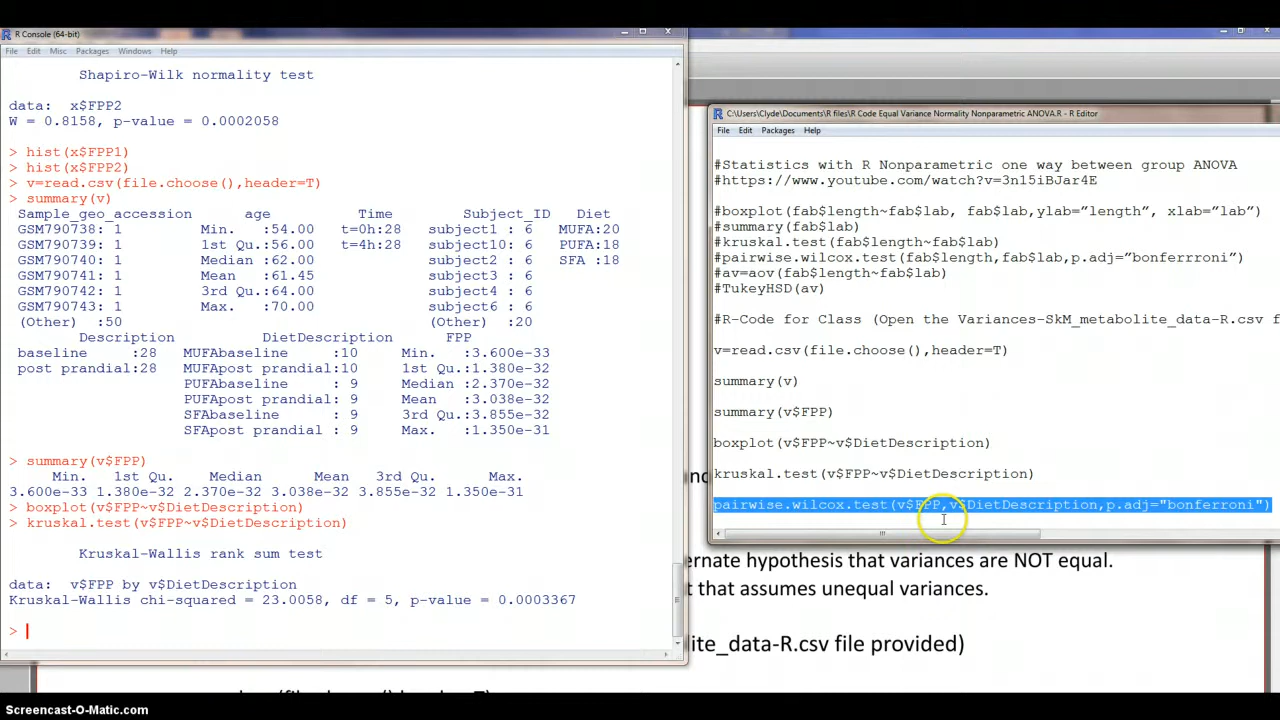 R Console (64-bit)
File Edit Misc Packages Windows Help
Shapiro-Wilk normality test
data: x$FPP2
W = 0.8158, p-value = 0.0002058
> hist(x$FPP1)
> hist(x$FPP2)
> v=read.csv(file.choose(),header=T)
> summary(v)
Sample_geo_accession age Time Subject_ID Diet
GSM790738: 1 Min. :54.00 t=0h:28 subject1 : 6 MUFA:20
GSM790739: 1 1st Qu.:56.00 t=4h:28 subject10: 6 PUFA:18
GSM790740: 1 Median :62.00 subject2 : 6 SFA :18
GSM790741: 1 Mean :61.45 subject3 : 6
GSM790742: 1 3rd Qu.:64.00 subject4 : 6
GSM790743: 1 Max. :70.00 subject6 : 6
(Other) :50 (Other) :20
Description DietDescription FPP
baseline :28 MUFAbaseline :10 Min. :3.600e-33
post prandial:28 MUFApost prandial:10 1st Qu.:1.380e-32
PUFAbaseline : 9 Median :2.370e-32
PUFApost prandial: 9 Mean :3.038e-32
SFAbaseline : 9 3rd Qu.:3.855e-32
SFApost prandial : 9 Max. :1.350e-31
> summary(v$FPP)
Min. 1st Qu. Median Mean 3rd Qu. Max.
3.600e-33 1.380e-32 2.370e-32 3.038e-32 3.855e-32 1.350e-31
> boxplot(v$FPP~v$DietDescription)
> kruskal.test(v$FPP~v$DietDescription)
Kruskal-Wallis rank sum test
data: v$FPP by v$DietDescription
Kruskal-Wallis chi-squared = 23.0058, df = 5, p-value = 0.0003367
>
C:\Users\Clyde\Documents\R files\R Code Equal Variance Normality Nonparametric ANOVA.R - R Editor
File Edit Packages Help
#Statistics with R Nonparametric one way between group ANOVA
#https://www.youtube.com/watch?v=3n15iBJar4E
#boxplot(fab$length~fab$lab, fab$lab,ylab=”length”, xlab=”lab”)
#summary(fab$lab)
#kruskal.test(fab$length~fab$lab)
#pairwise.wilcox.test(fab$length,fab$lab,p.adj=”bonferrroni”)
#av=aov(fab$length~fab$lab)
#TukeyHSD(av)
#R-Code for Class (Open the Variances-SkM_metabolite_data-R.csv f
v=read.csv(file.choose(),header=T)
summary(v)
summary(v$FPP)
boxplot(v$FPP~v$DietDescription)
kruskal.test(v$FPP~v$DietDescription)
pairwise.wilcox.test(v$FPP,v$DietDescription,p.adj="bonferroni")
ernate hypothesis that variances are NOT equal.
t that assumes unequal variances.
lite_data-R.csv file provided)
Screencast-O-Matic.com